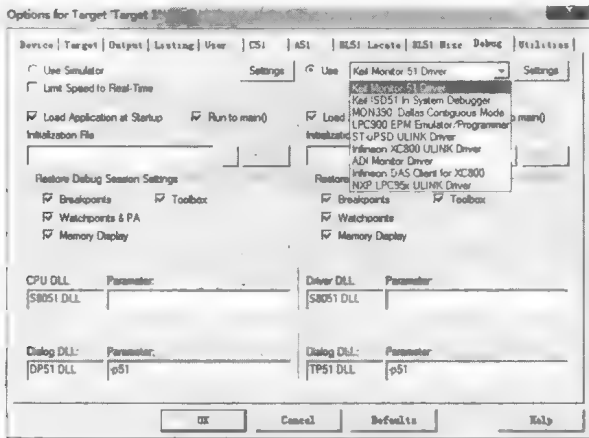 Options for Target 'Target
Device | Target | Output | Listing | User | C51 | A51 | BL51 Locate | BL51 Misc Debug | Utilities |
Use Simulator Settings
Limit Speed to Real-Time
Use Keil Monitor 51 Driver Settings
Keil Monitor 51 Driver
Keil ISD51 In System Debugger
MON390: Dallas Contiguous Mode
LPC900 EPM Emulator/Programmer
ST-uPSD ULINK Driver
Infineon XC800 ULINK Driver
ADI Monitor Driver
Infineon DAS Client for XC800
NXP LPC95x ULINK Driver
Load Application at Startup Run to main()
Initialization File
Load o main()
Initializatio
Restore Debug Session Settings
Breakpoints Toolbox
Watchpoints & PA
Memory Display
Restore
Breakpoints Toolbox
Watchpoints
Memory Display
CPU DLL Parameter:
S8051.DLL
Driver DLL Parameter:
S8051.DLL
Dialog DLL: Parameter:
DP51.DLL -p51
Dialog DLL: Parameter:
TP51.DLL -p51
OK Cancel Defaults Help